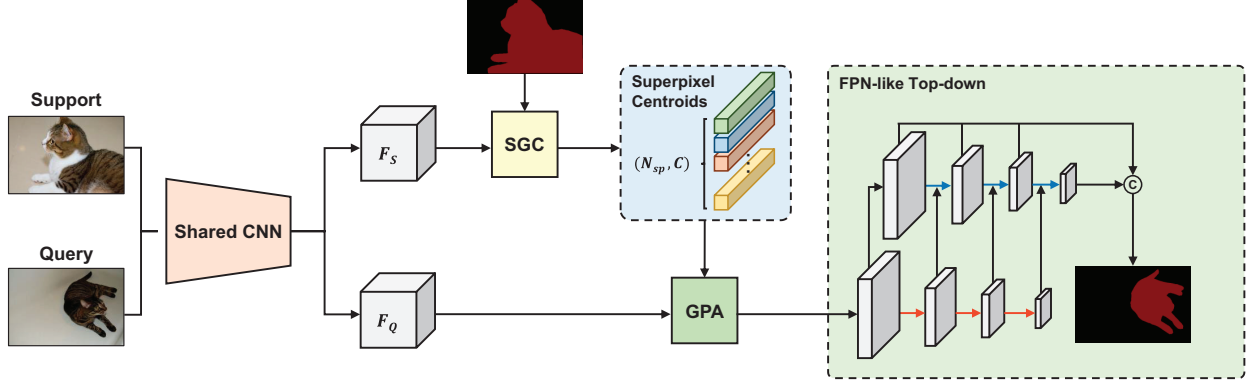 Support
Query
Shared CNN
F_S
F_Q
SGC
Superpixel
Centroids
(N_sp, C)
GPA
FPN-like Top-down
C